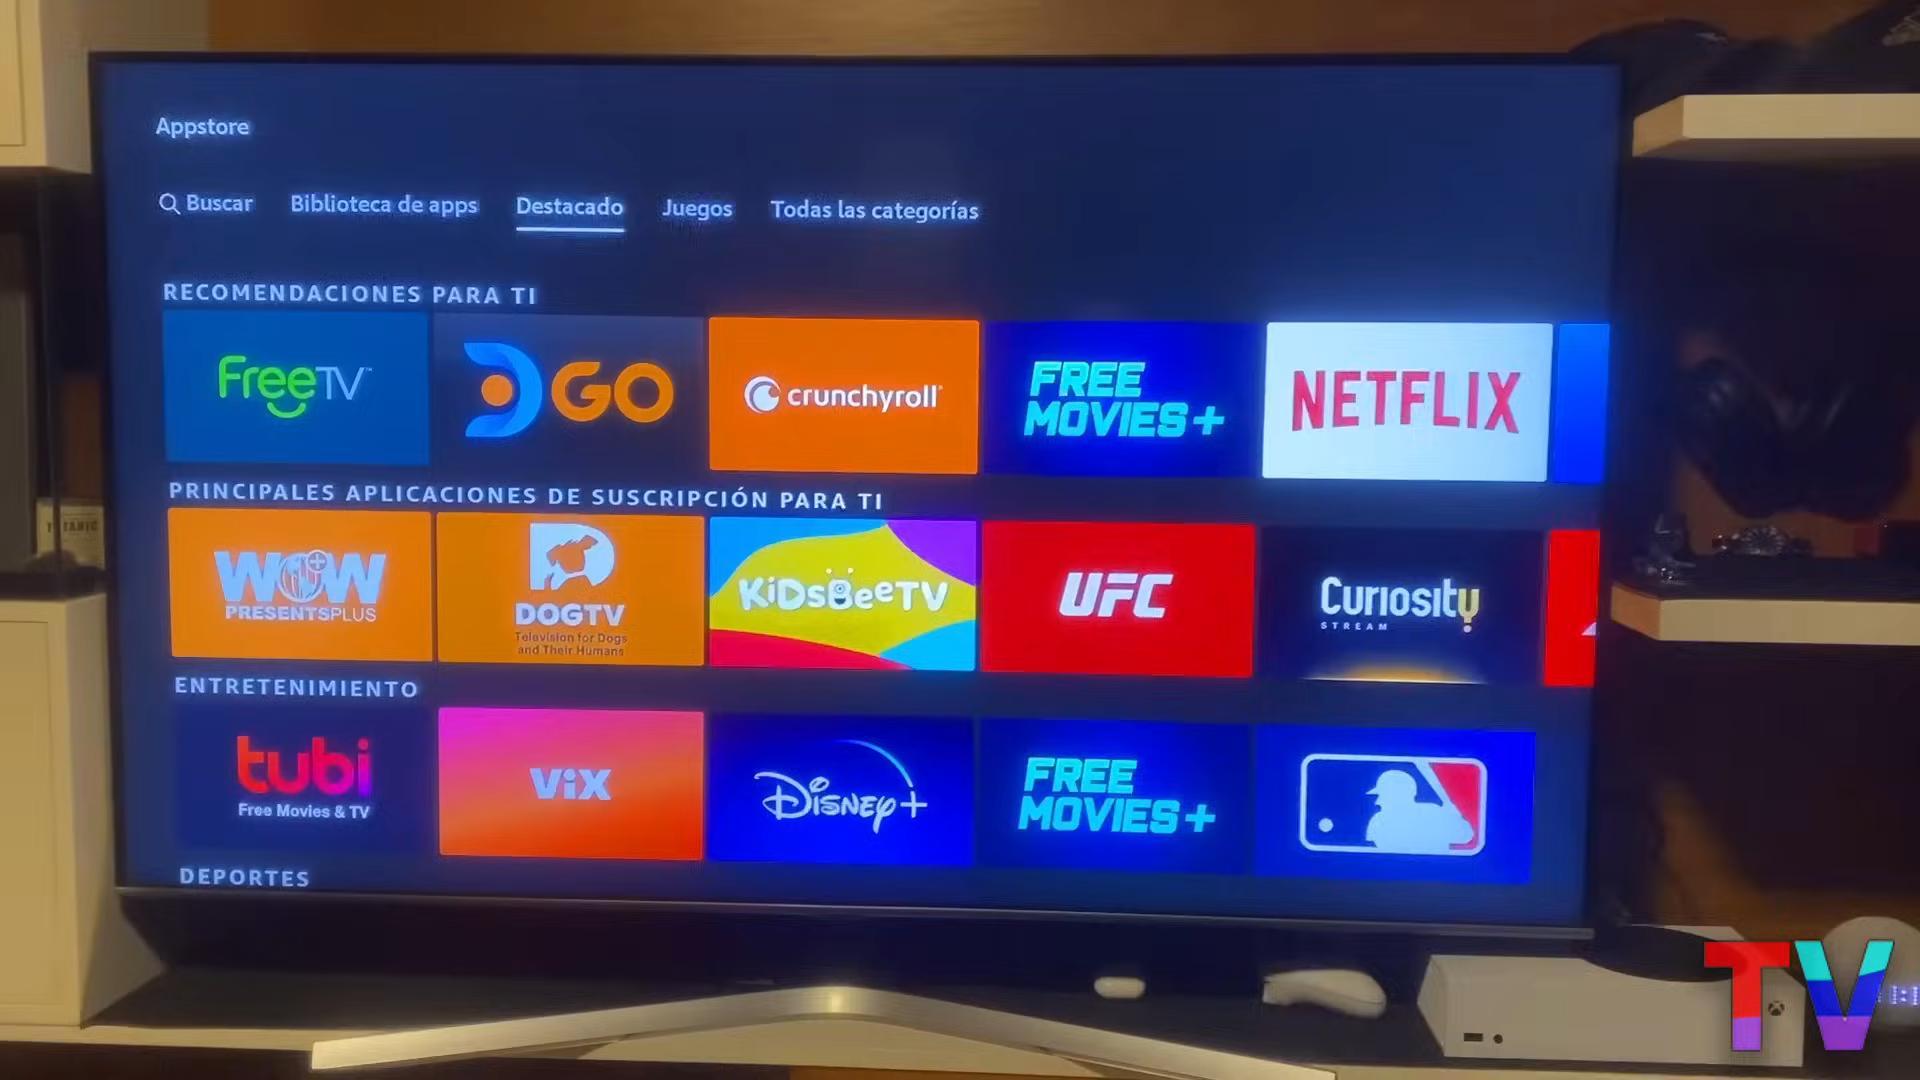 Appstore
Buscar Biblioteca de apps Destacado Juegos Todas las categorías
RECOMENDACIONES PARA TI
FreeTV
GO
crunchyroll
FREE
MOVIES+
NETFLIX
PRINCIPALES APLICACIONES DE SUSCRIPCIÓN PARA TI
WOW
PRESENTSPLUS
DOGTV
Television for Dogs
and Their Humans
KiDsBeeTV
UFC
CURIOSITY
STREAM
ENTRETENIMIENTO
tubi
Free Movies & TV
ViX
Disney+
FREE
MOVIES+
DEPORTES
TITANIC
TV